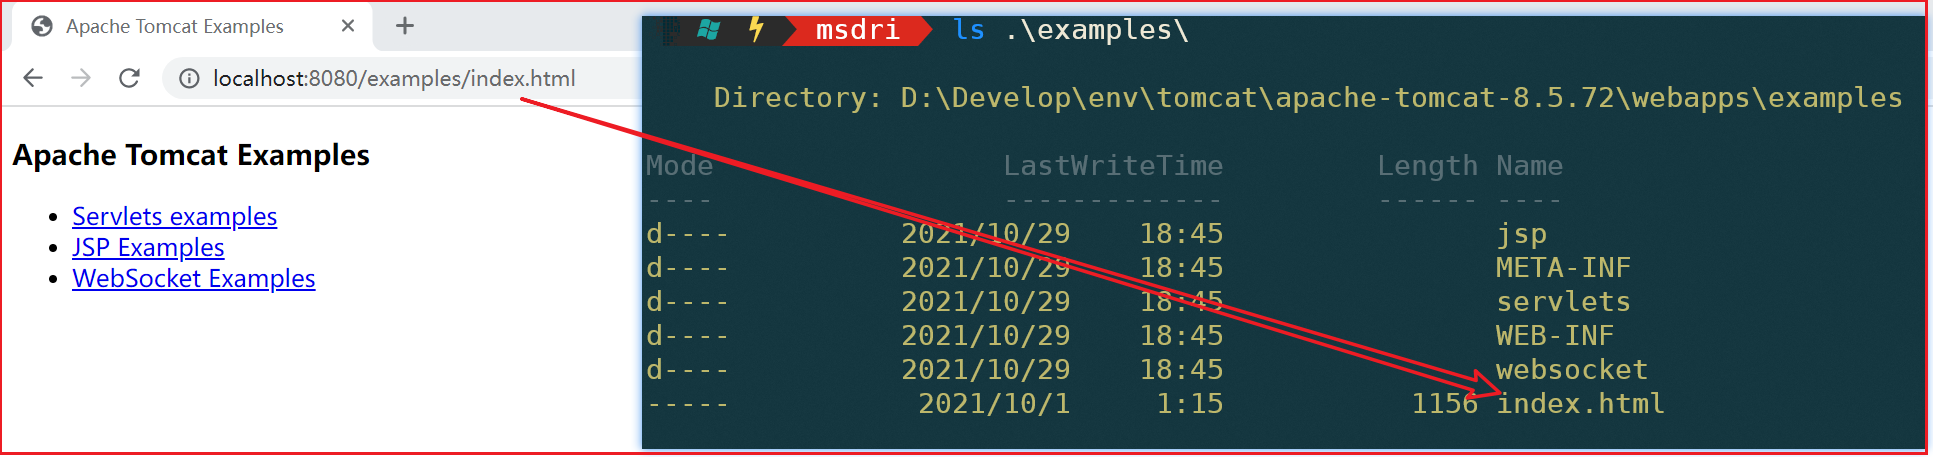 Apache Tomcat Examples
localhost:8080/examples/index.html
Apache Tomcat Examples
Servlets examples
JSP Examples
WebSocket Examples
msdri ls .\examples\
Directory: D:\Develop\env\tomcat\apache-tomcat-8.5.72\webapps\examples
Mode LastWriteTime Length Name
---- ------------- ------ ----
d---- 2021/10/29 18:45 jsp
d---- 2021/10/29 18:45 META-INF
d---- 2021/10/29 18:45 servlets
d---- 2021/10/29 18:45 WEB-INF
d---- 2021/10/29 18:45 websocket
----- 2021/10/1 1:15 1156 index.html